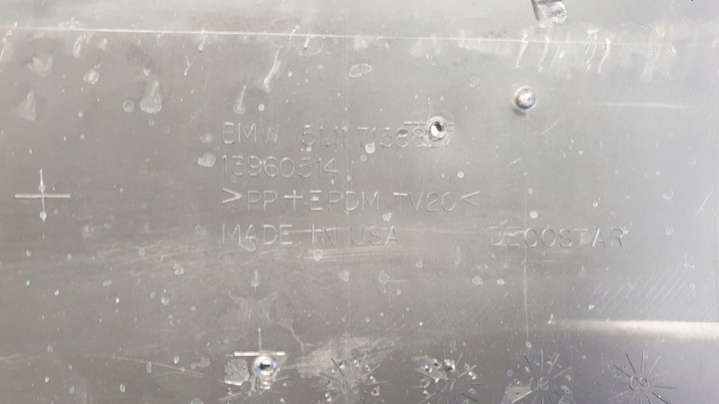 BMW
13960514
>PP+EPDM TV20<
MADE IN USA DECOSTAR